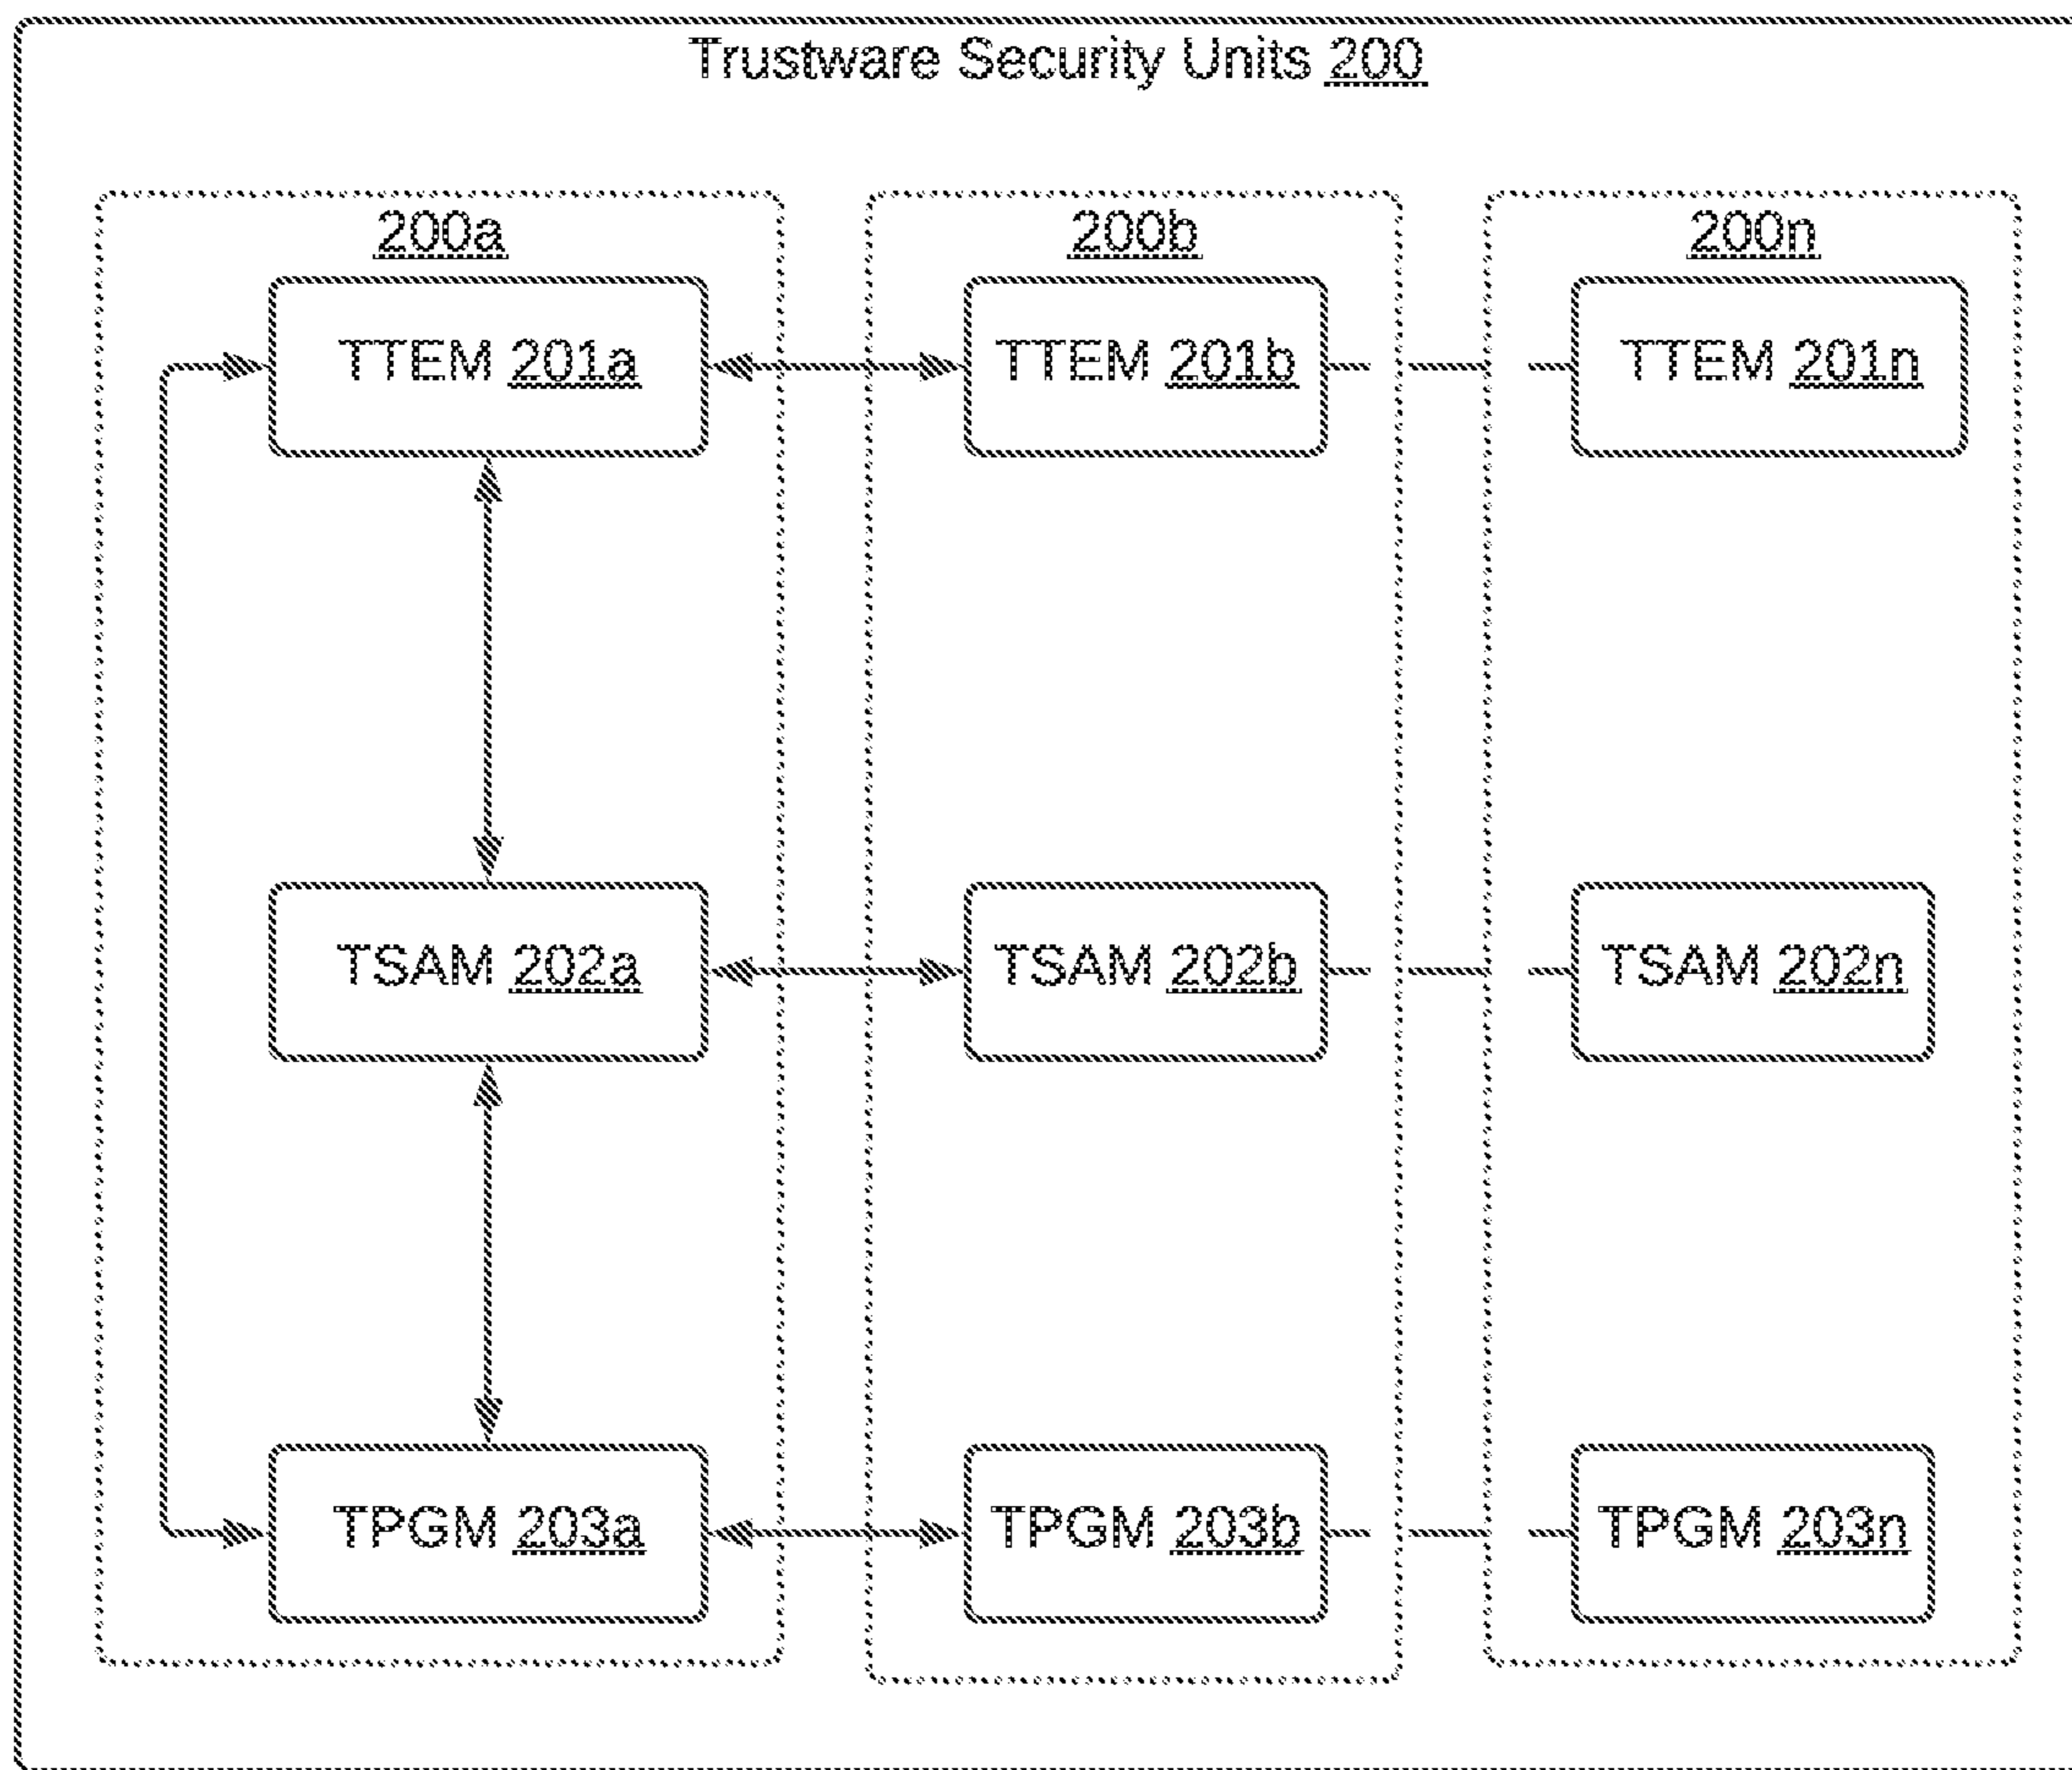 Trustware Security Units 200
200a 200b 200n
TTEM 201a TTEM 201b TTEM 201n
TSAM 202a TSAM 202b TSAM 202n
TPGM 203a TPGM 203b TPGM 203n